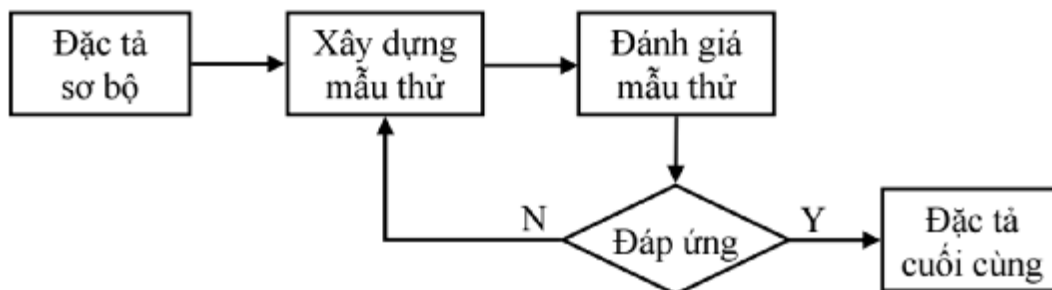 Đặc tả
sơ bộ
Xây dựng
mẫu thử
Đánh giá
mẫu thử
N
Đáp ứng
Y
Đặc tả
cuối cùng